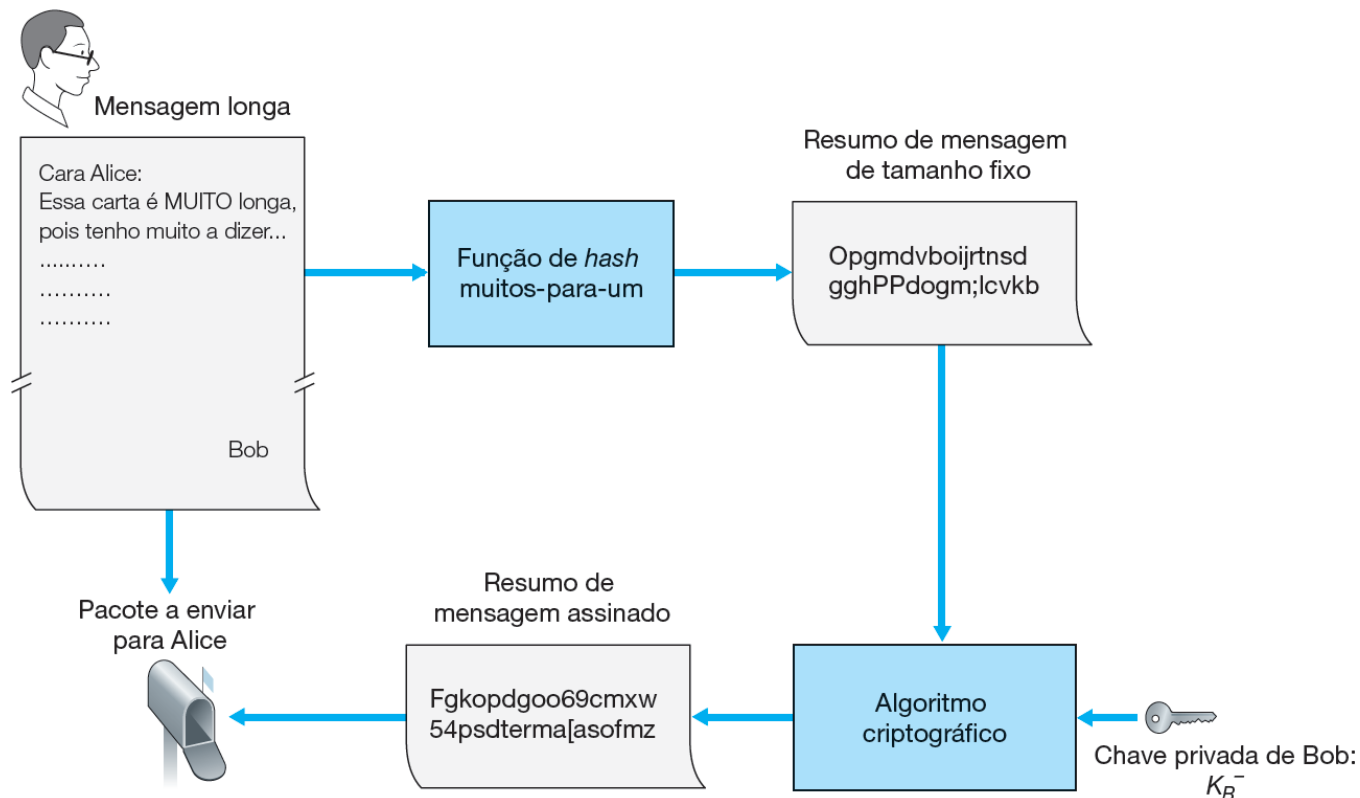 Mensagem longa
Cara Alice:
Essa carta é MUITO longa,
pois tenho muito a dizer...
..........
..........
..........
Bob
Função de hash
muitos-para-um
Resumo de mensagem
de tamanho fixo
Opgmdvboijrtnsd
gghPPdogm;lcvkb
Pacote a enviar
para Alice
Resumo de
mensagem assinado
Fgkopdgoo69cmxw
54psdterma[asofmz
Algoritmo
criptográfico
Chave privada de Bob: